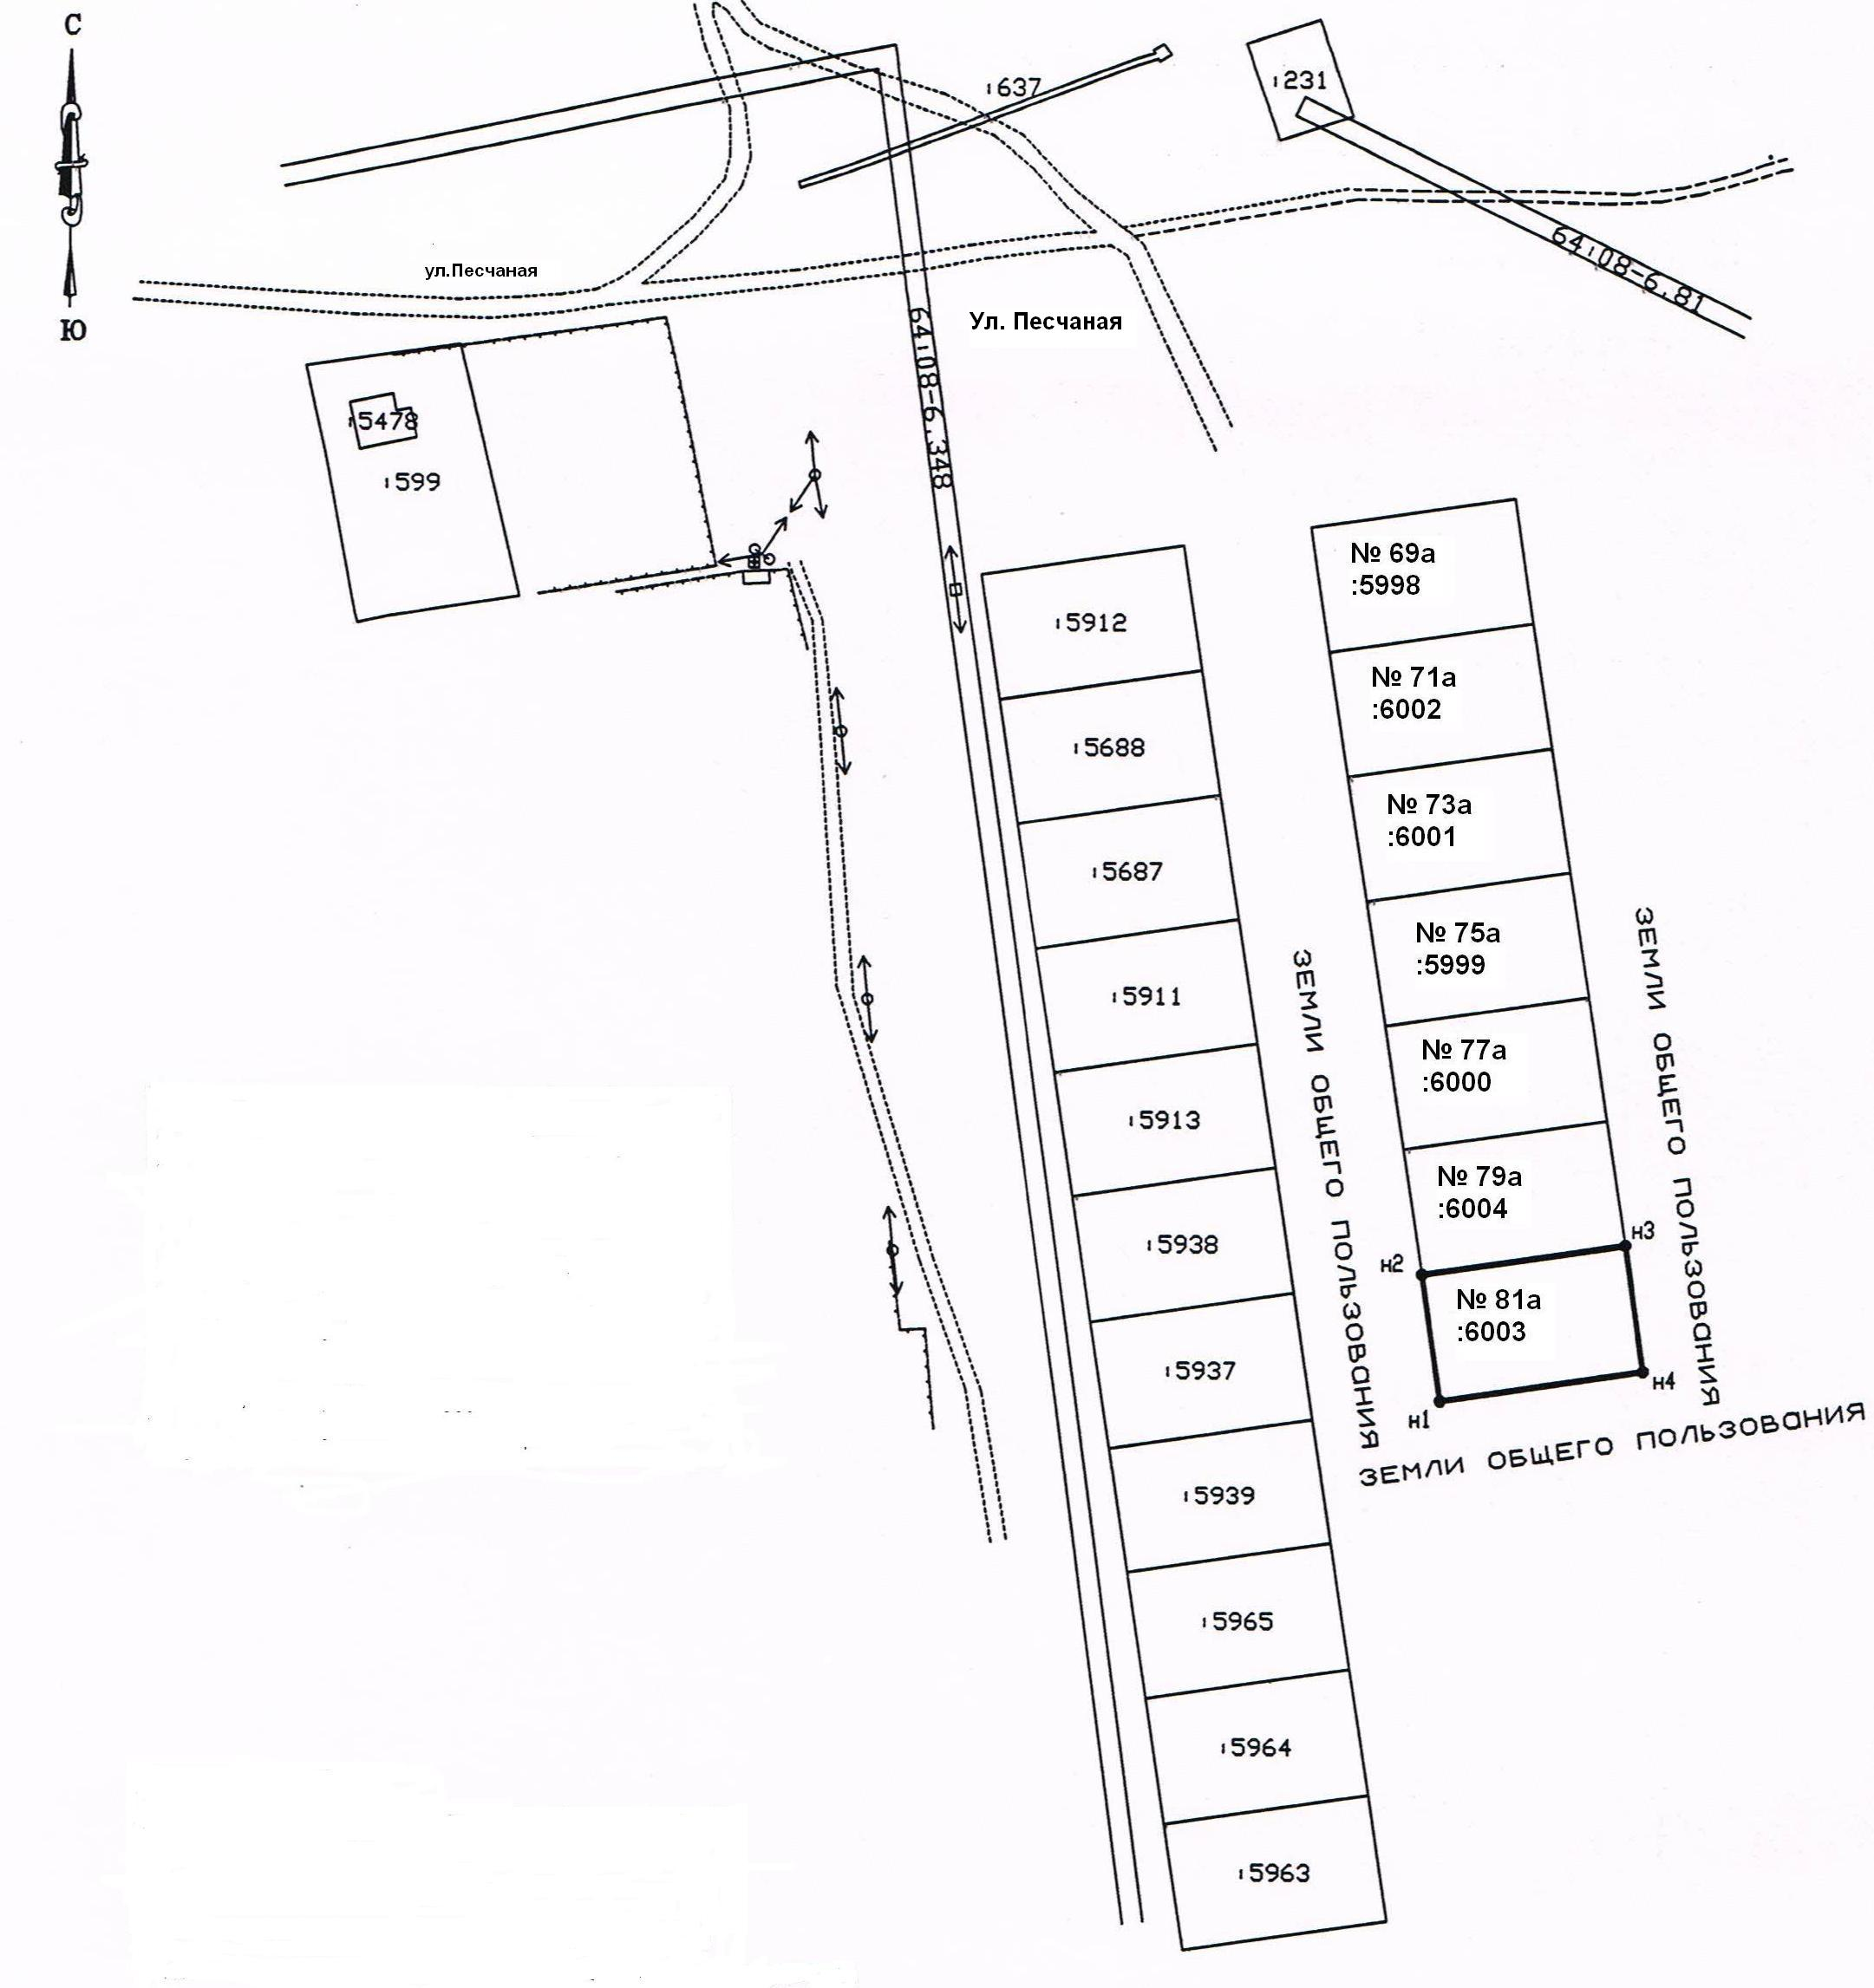 С
Ю
:637
:231
64:08-6.81
ул.Песчаная
Ул. Песчаная
64:08-6.348
:5478
:599
:5912
:5688
:5687
:5911
:5913
:5938
:5937
:5939
:5965
:5964
:5963
ЗЕМЛИ ОБЩЕГО ПОЛЬЗОВАНИЯ
№ 69а
:5998
№ 71а
:6002
№ 73а
:6001
№ 75а
:5999
№ 77а
:6000
№ 79а
:6004
н2
н3
№ 81а
:6003
н1
н4
ЗЕМЛИ ОБЩЕГО ПОЛЬЗОВАНИЯ
ЗЕМЛИ ОБЩЕГО ПОЛЬЗОВАНИЯ